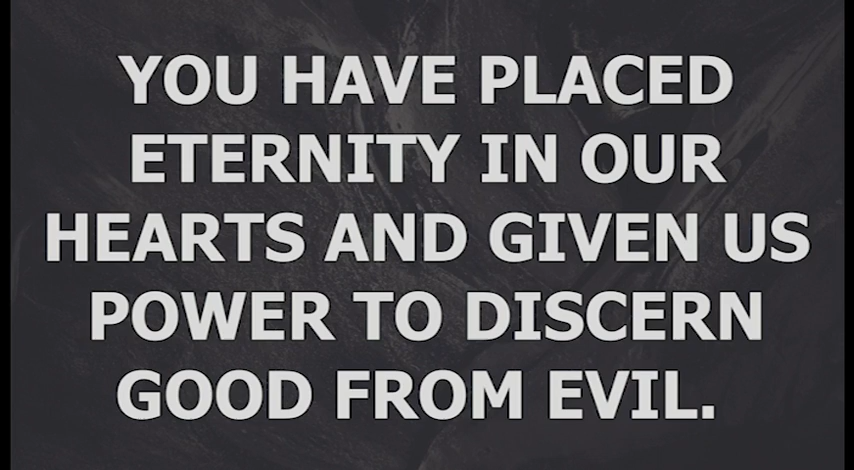 YOU HAVE PLACED
ETERNITY IN OUR
HEARTS AND GIVEN US
POWER TO DISCERN
GOOD FROM EVIL.